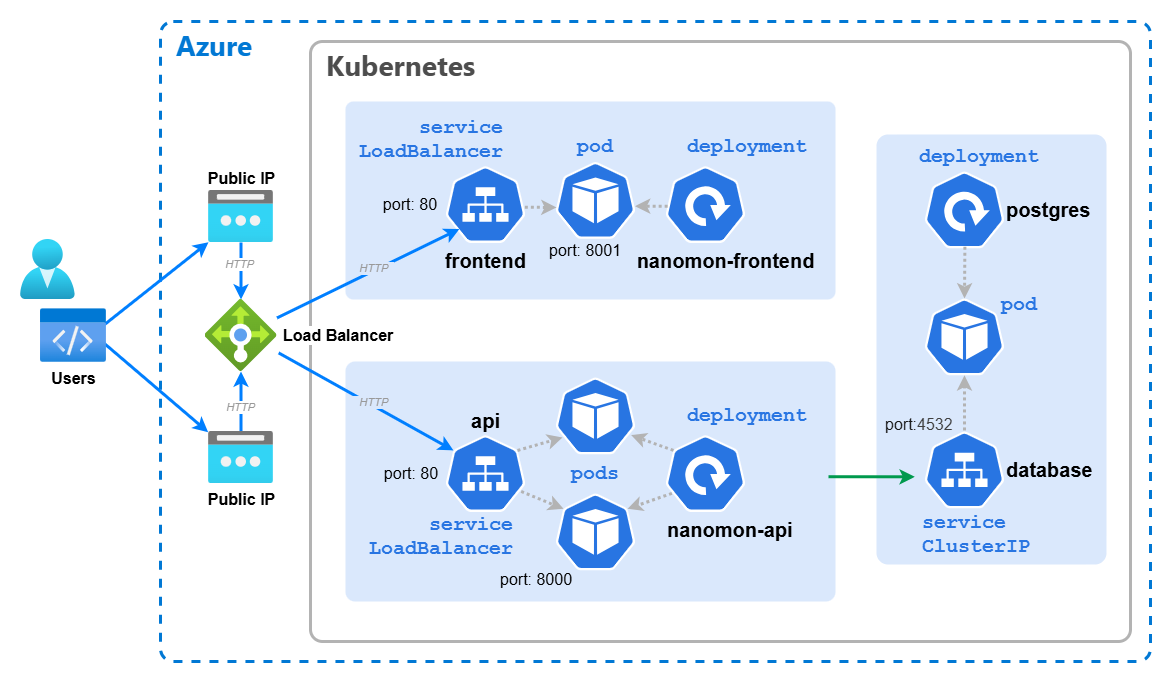 Azure
Kubernetes
service
LoadBalancer
pod
deployment
port: 80
port: 8001
frontend
nanomon-frontend
deployment
postgres
pod
port:4532
database
service
ClusterIP
Public IP
HTTP
HTTP
Load Balancer
Users
HTTP
HTTP
Public IP
api
deployment
port: 80
pods
service
LoadBalancer
nanomon-api
port: 8000